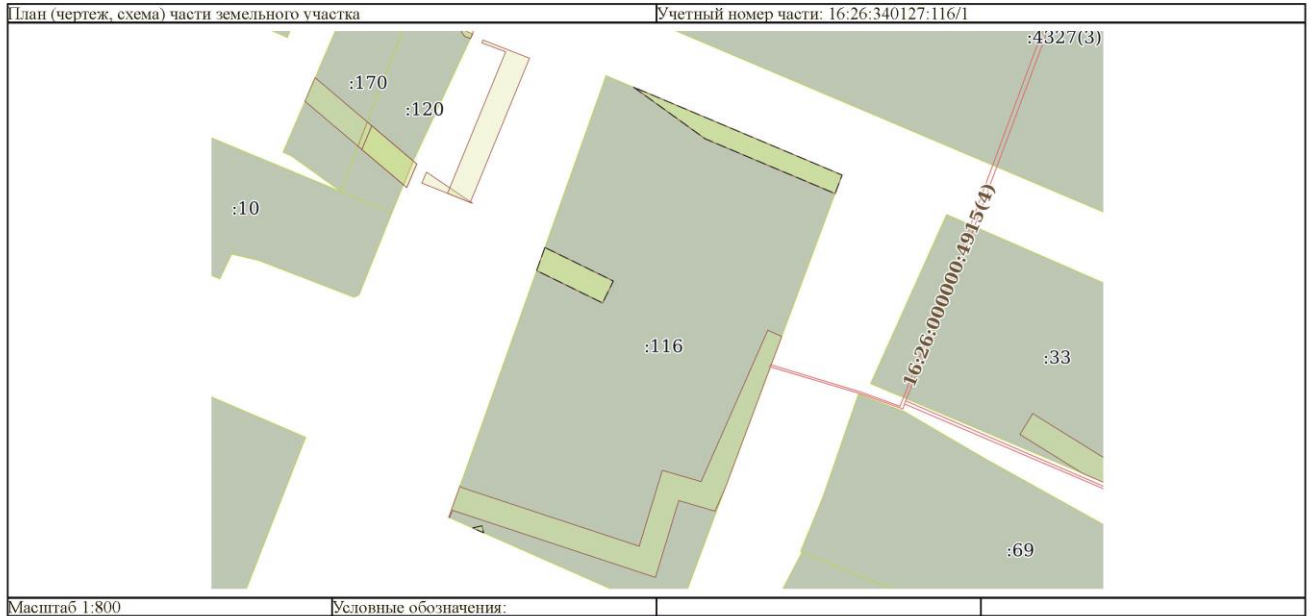 План (чертеж, схема) части земельного участка
Учетный номер части: 16:26:340127:116/1
:4327(3)
:170
:120
:10
16:26:000000:4915(4)
:116
:33
:69
Масштаб 1:800
Условные обозначения: